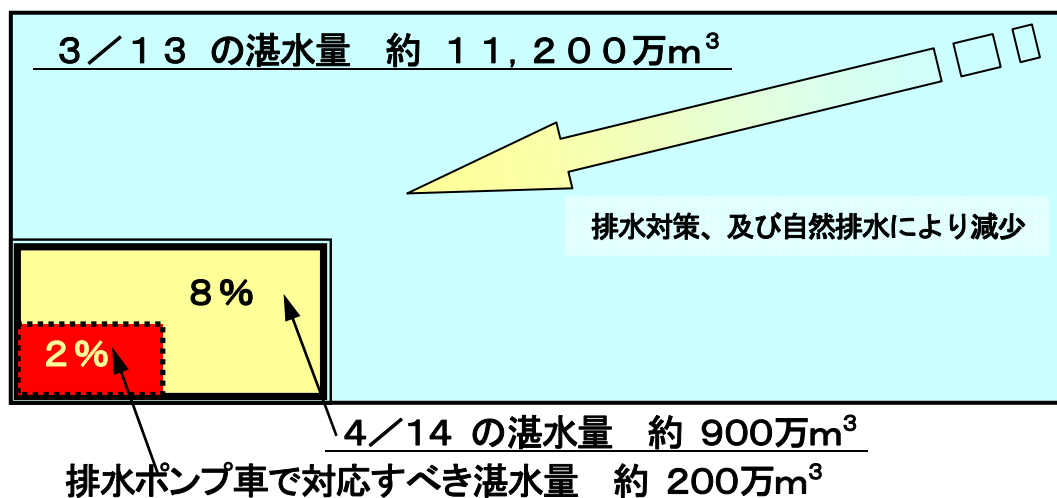 ３／１３ の湛水量　約 １１,２００万m³
排水対策、及び自然排水により減少
８％
２％
４／14 の湛水量　約 900万m³
排水ポンプ車で対応すべき湛水量　約 200万m³